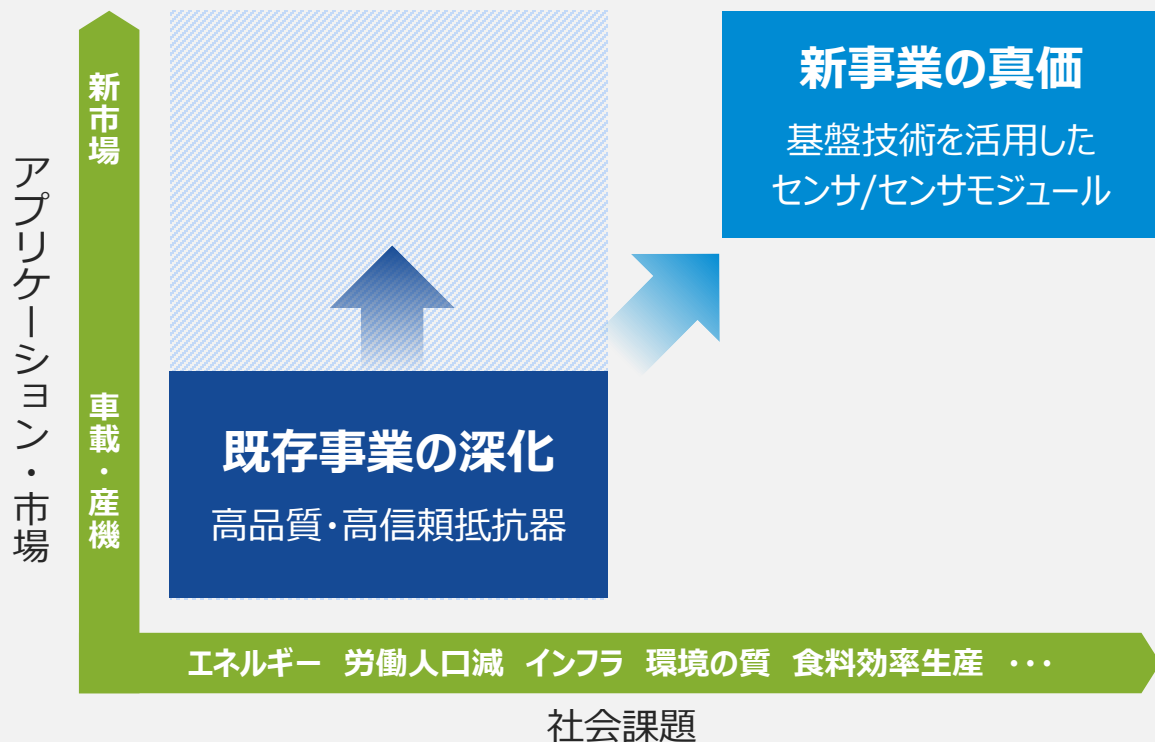 アプリケーション・市場
新市場
車載・産機
新事業の真価
基盤技術を活用した
センサ/センサモジュール
既存事業の深化
高品質・高信頼抵抗器
エネルギー 労働人口減 インフラ 環境の質 食料効率生産 ･･･
社会課題